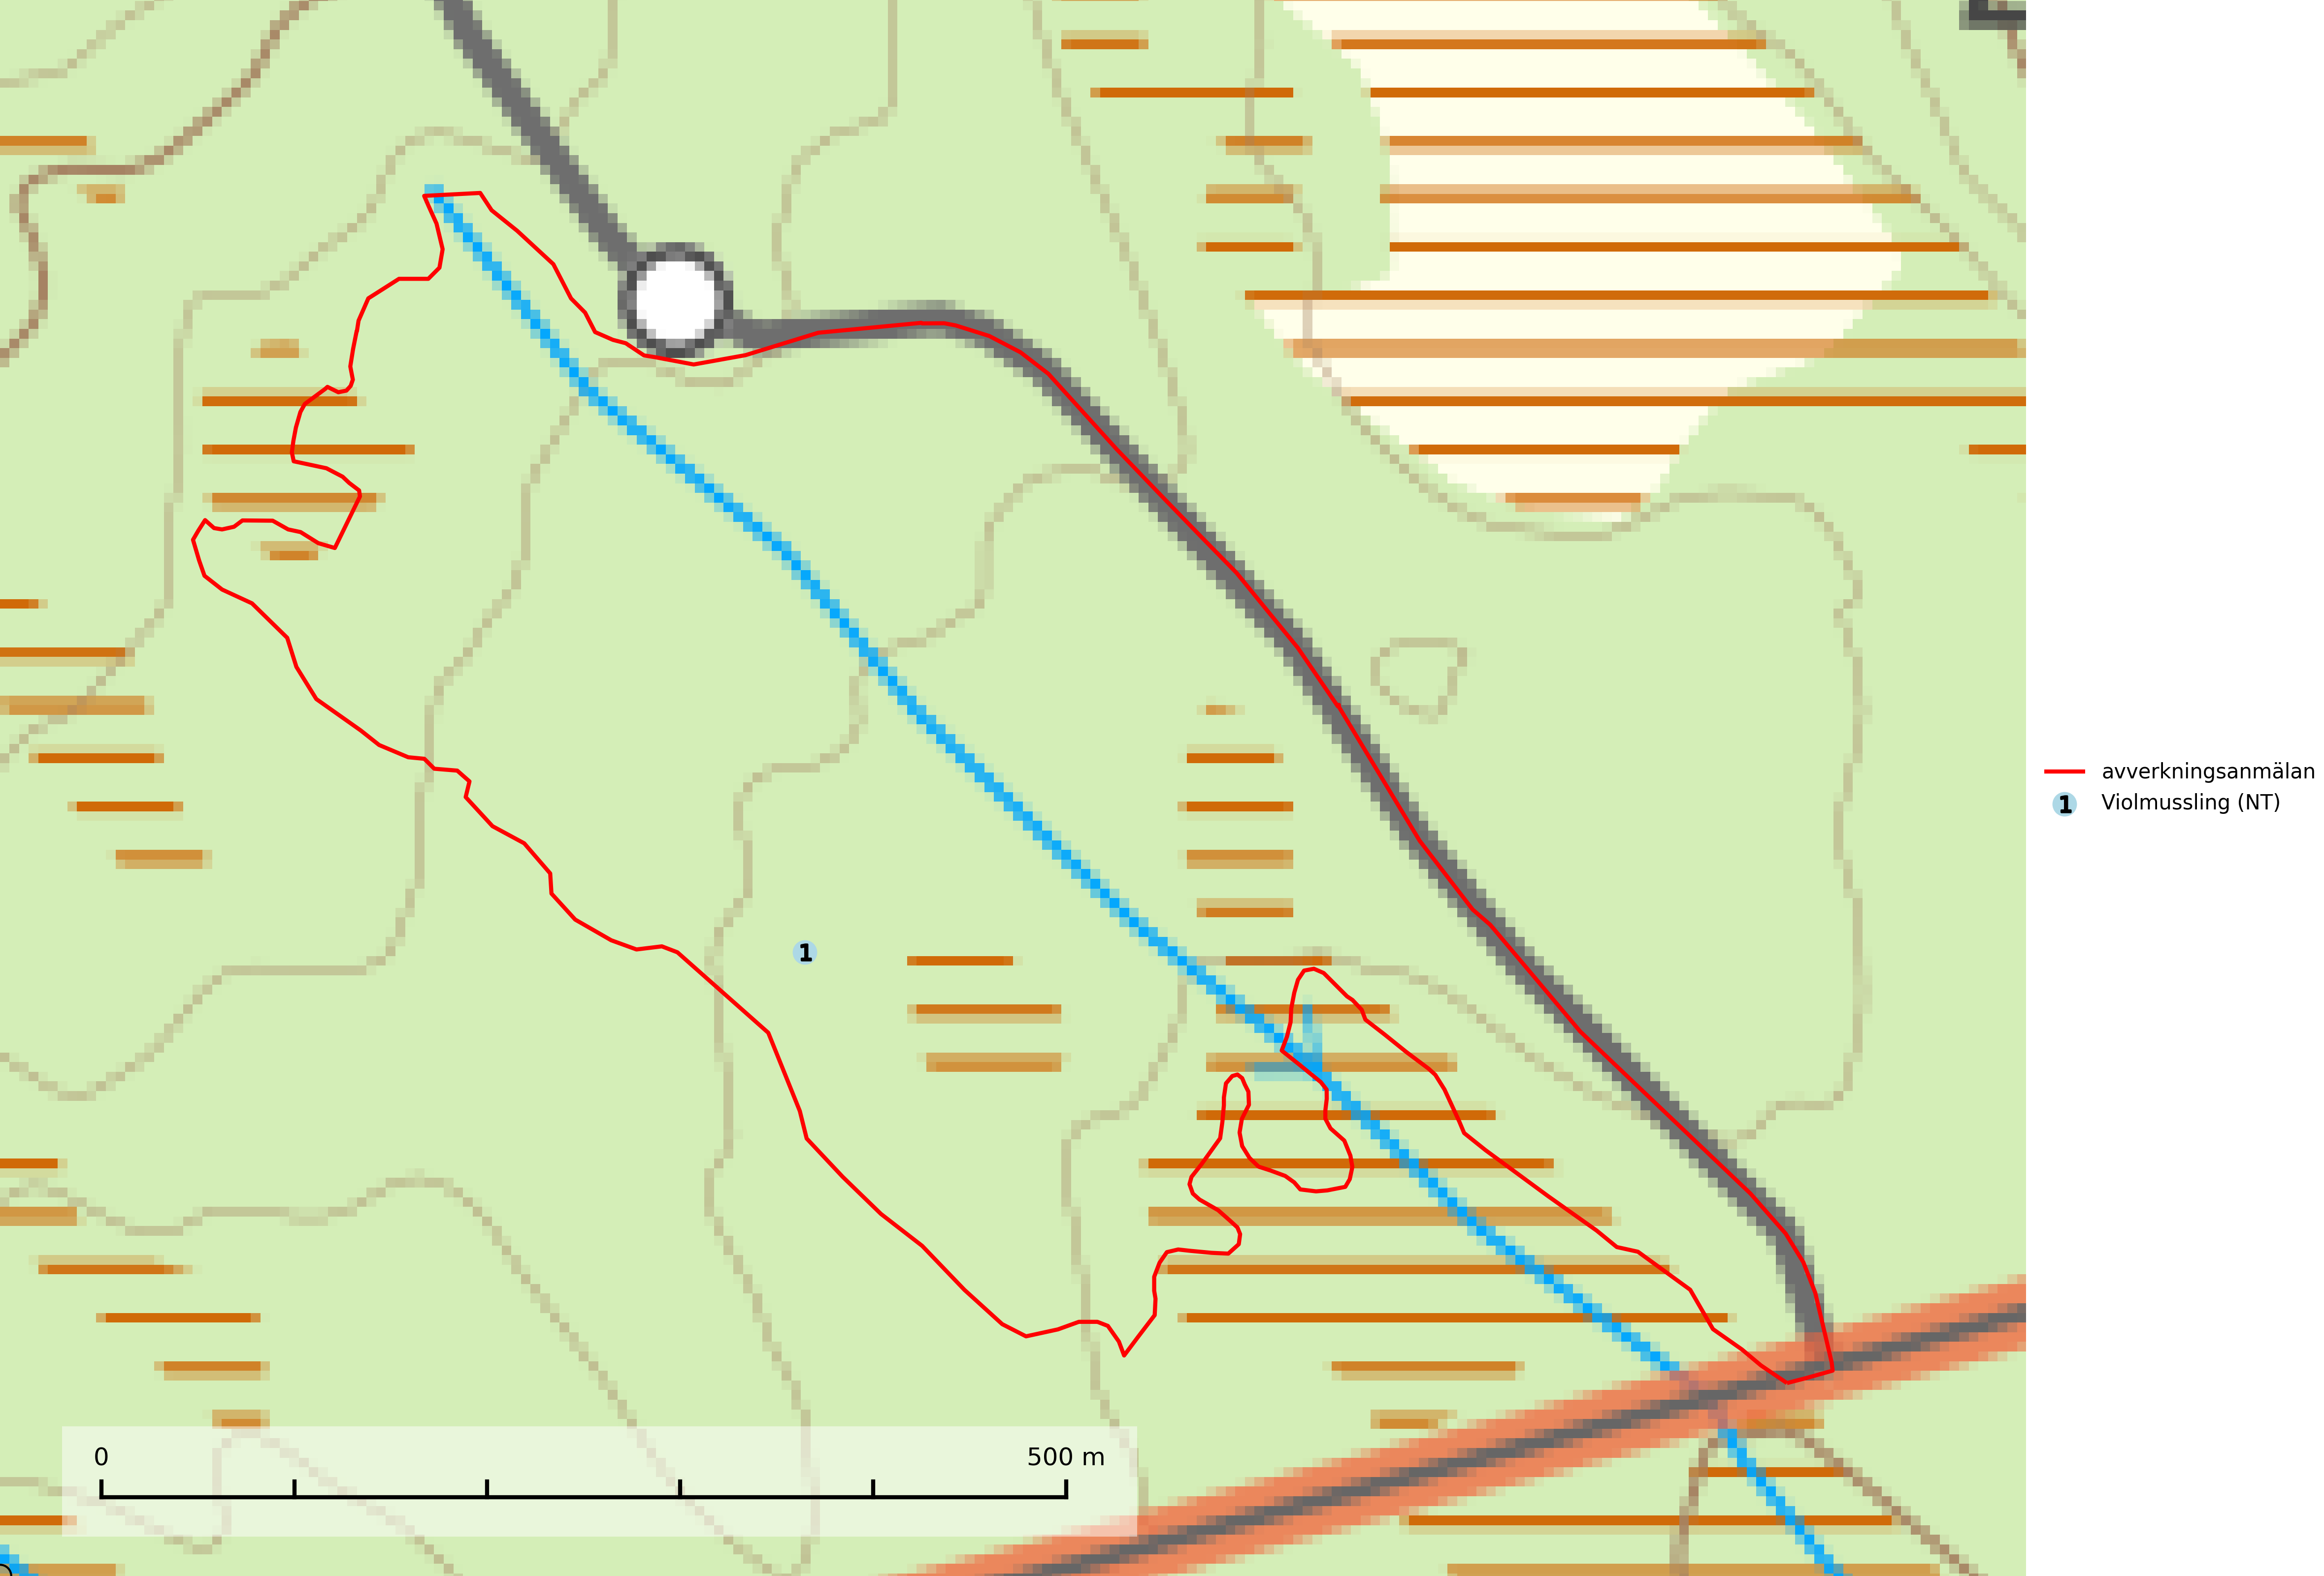 avverkningsanmälan
1 Violmussling (NT)
1
0 500 m